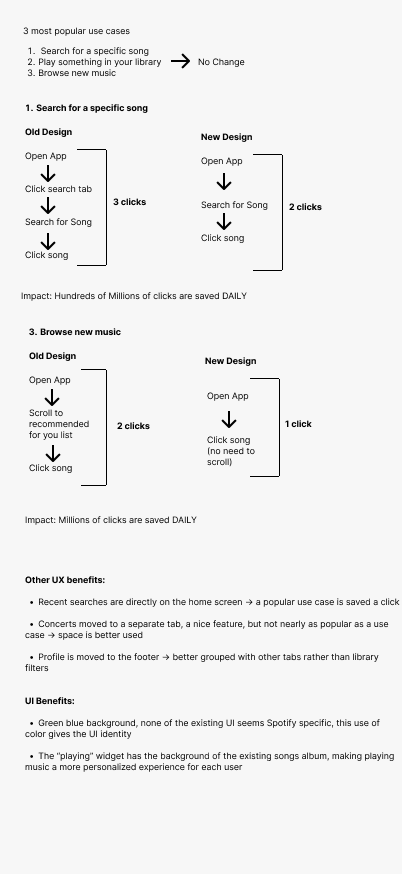 3 most popular use cases
1. Search for a specific song
2. Play something in your library → No Change
3. Browse new music
1. Search for a specific song
Old Design
Open App
Click search tab
Search for Song
Click song
3 clicks
New Design
Open App
Search for Song
Click song
2 clicks
Impact: Hundreds of Millions of clicks are saved DAILY
3. Browse new music
Old Design
Open App
Scroll to
recommended
for you list
Click song
2 clicks
New Design
Open App
Click song
(no need to
scroll)
1 click
Impact: Millions of clicks are saved DAILY
Other UX benefits:
• Recent searches are directly on the home screen → a popular use case is saved a click
• Concerts moved to a separate tab, a nice feature, but not nearly as popular as a use
case → space is better used
• Profile is moved to the footer → better grouped with other tabs rather than library
filters
UI Benefits:
• Green blue background, none of the existing UI seems Spotify specific, this use of
color gives the UI identity
• The “playing” widget has the background of the existing songs album, making playing
music a more personalized experience for each user